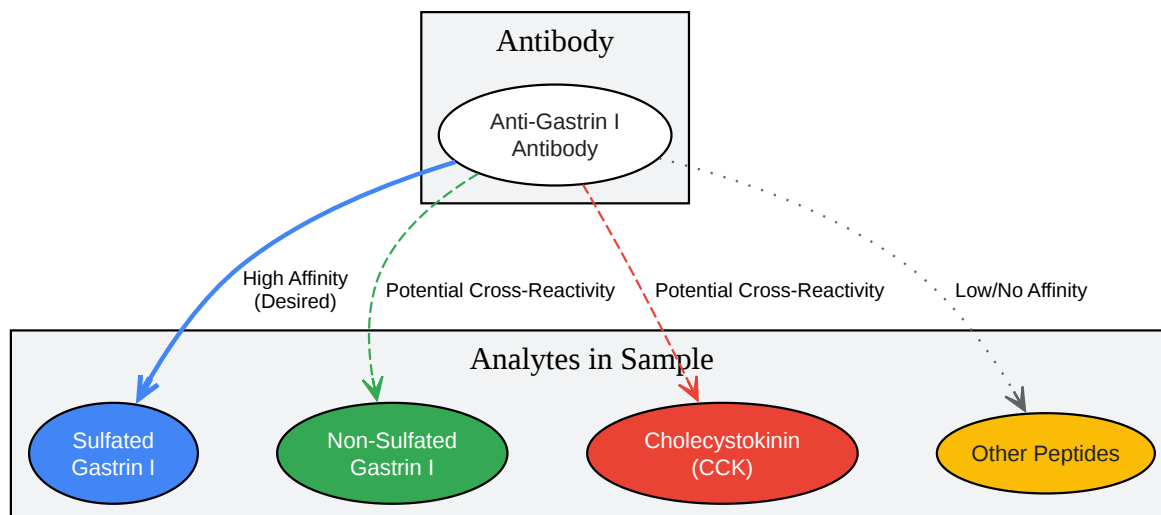 Antibody
Anti-Gastrin I
Antibody
High Affinity
(Desired)
Potential Cross-Reactivity
Potential Cross-Reactivity
Low/No Affinity
Analytes in Sample
Sulfated
Gastrin I
Non-Sulfated
Gastrin I
Cholecystokinin
(CCK)
Other Peptides